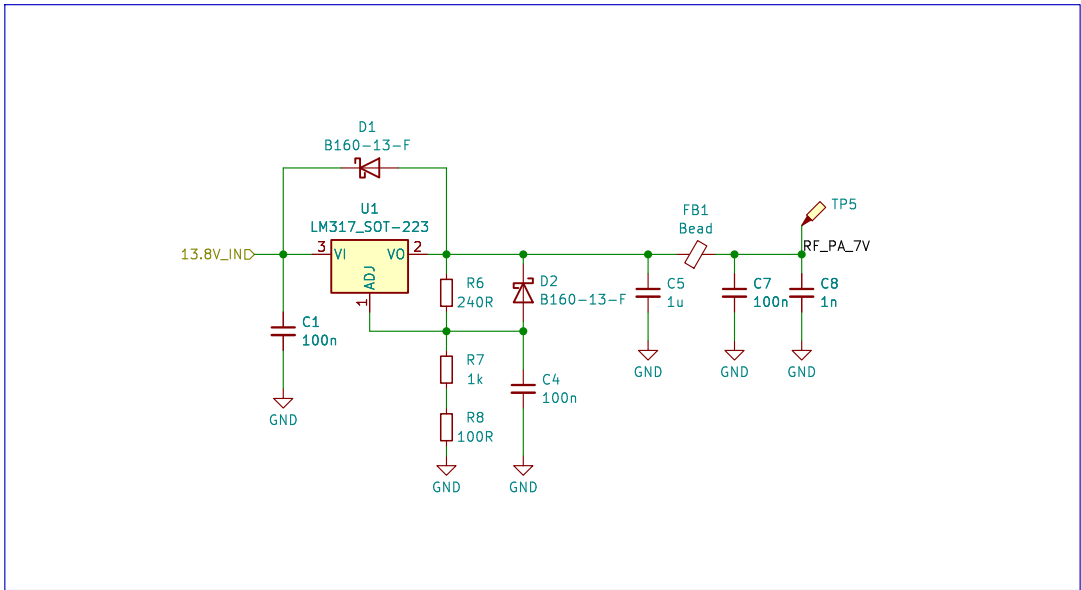 D1
B160-13-F
U1
LM317_SOT-223
13.8V_IN
3
VI
VO
2
ADJ
1
C1
100n
GND
R6
240R
D2
B160-13-F
R7
1k
R8
100R
GND
C4
100n
GND
C5
1u
GND
FB1
Bead
C7
100n
GND
TP5
RF_PA_7V
C8
1n
GND